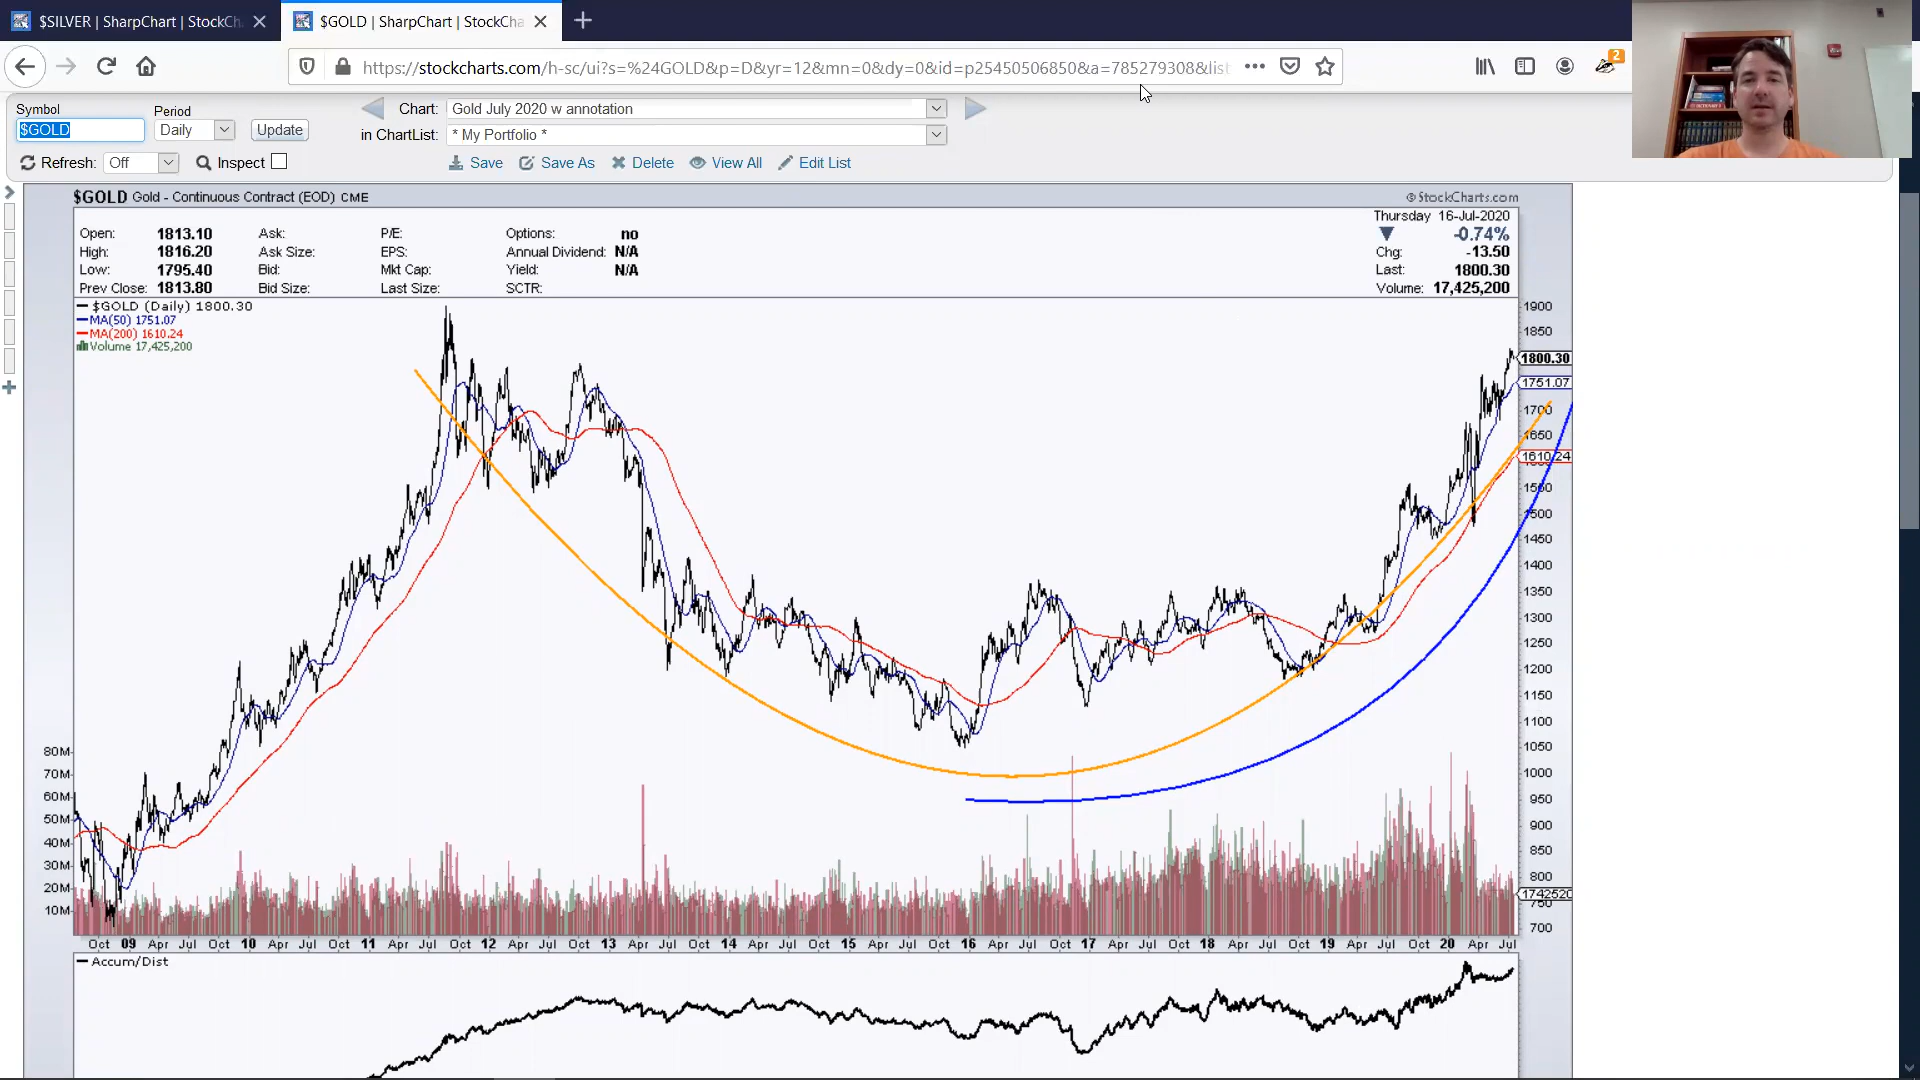 $SILVER | SharpChart | StockCh
$GOLD | SharpChart | StockCha
https://stockcharts.com/h-sc/ui?s=%24GOLD&p=D&yr=12&mn=0&dy=0&id=p25450506850&a=785279308&list
2
Symbol
Period
Chart: Gold July 2020 w annotation
$GOLD
Daily
Update
in ChartList: * My Portfolio *
Refresh: Off
Inspect
Save
Save As
Delete
View All
Edit List
$GOLD Gold - Continuous Contract (EOD) CME
© StockCharts.com
Thursday 16-Jul-2020
Open: 1813.10 Ask: P/E: Options: no
-0.74%
High: 1816.20 Ask Size: EPS: Annual Dividend: N/A
Chg: -13.50
Low: 1795.40 Bid: Mkt Cap: Yield: N/A
Last: 1800.30
Prev Close: 1813.80 Bid Size: Last Size: SCTR:
Volume: 17,425,200
$GOLD (Daily) 1800.30
MA(50) 1751.07
MA(200) 1610.24
Volume 17,425,200
1900
1850
1800.30
1751.07
1700
1650
1610.24
1550
1500
1450
1400
1350
1300
1250
1200
1150
1100
1050
1000
950
900
850
800
1742520
750
700
80M
70M
60M
50M
40M
30M
20M
10M
Oct 09 Apr Jul Oct 10 Apr Jul Oct 11 Apr Jul Oct 12 Apr Jul Oct 13 Apr Jul Oct 14 Apr Jul Oct 15 Apr Jul Oct 16 Apr Jul Oct 17 Apr Jul Oct 18 Apr Jul Oct 19 Apr Jul Oct 20 Apr Jul
Accum/Dist